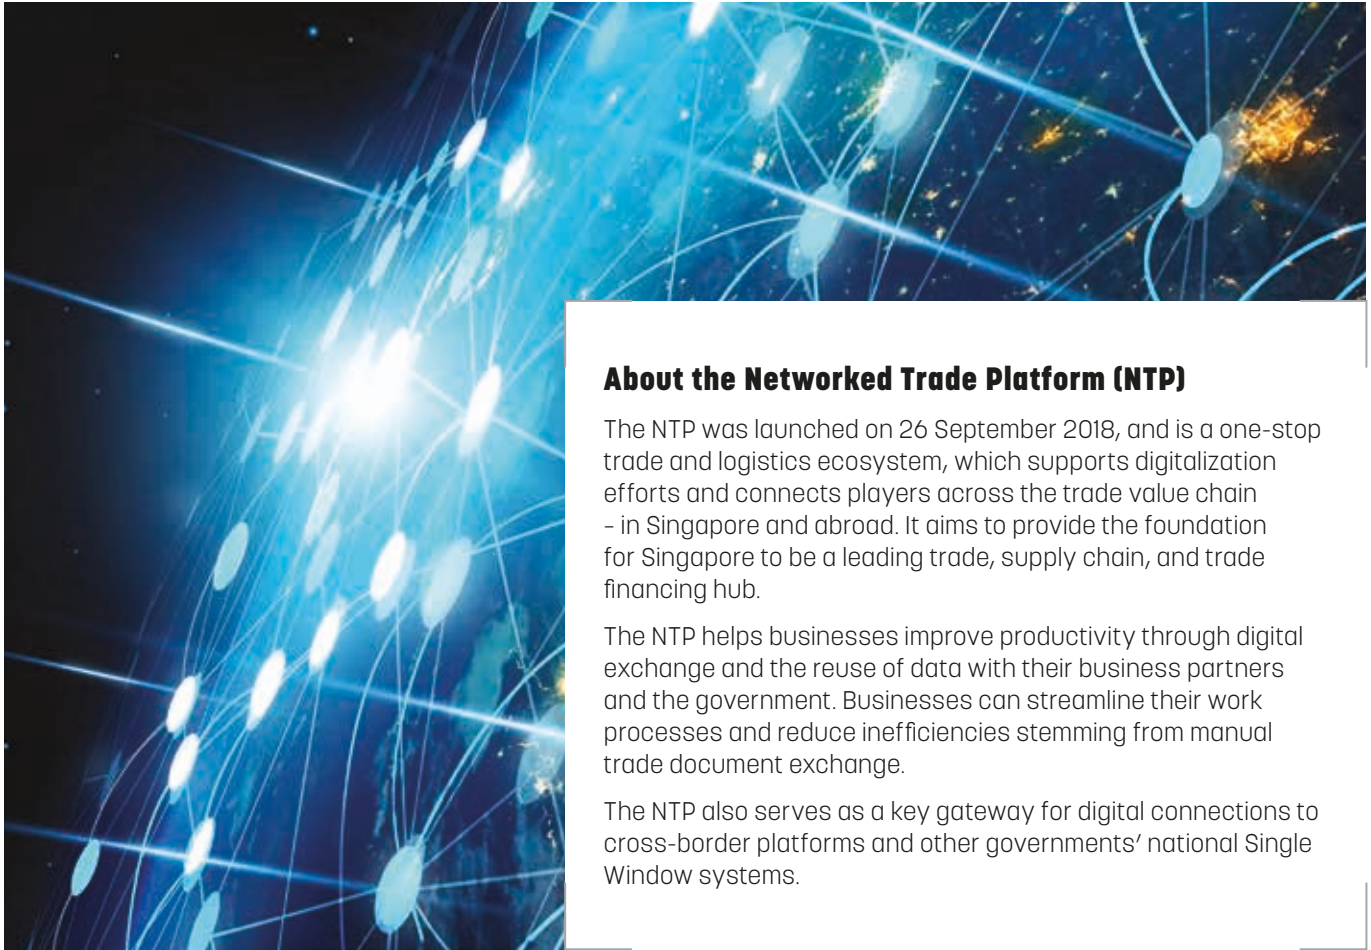 About the Networked Trade Platform (NTP)
The NTP was launched on 26 September 2018, and is a one-stop
trade and logistics ecosystem, which supports digitalization
efforts and connects players across the trade value chain
– in Singapore and abroad. It aims to provide the foundation
for Singapore to be a leading trade, supply chain, and trade
financing hub.
The NTP helps businesses improve productivity through digital
exchange and the reuse of data with their business partners
and the government. Businesses can streamline their work
processes and reduce inefficiencies stemming from manual
trade document exchange.
The NTP also serves as a key gateway for digital connections to
cross-border platforms and other governments’ national Single
Window systems.